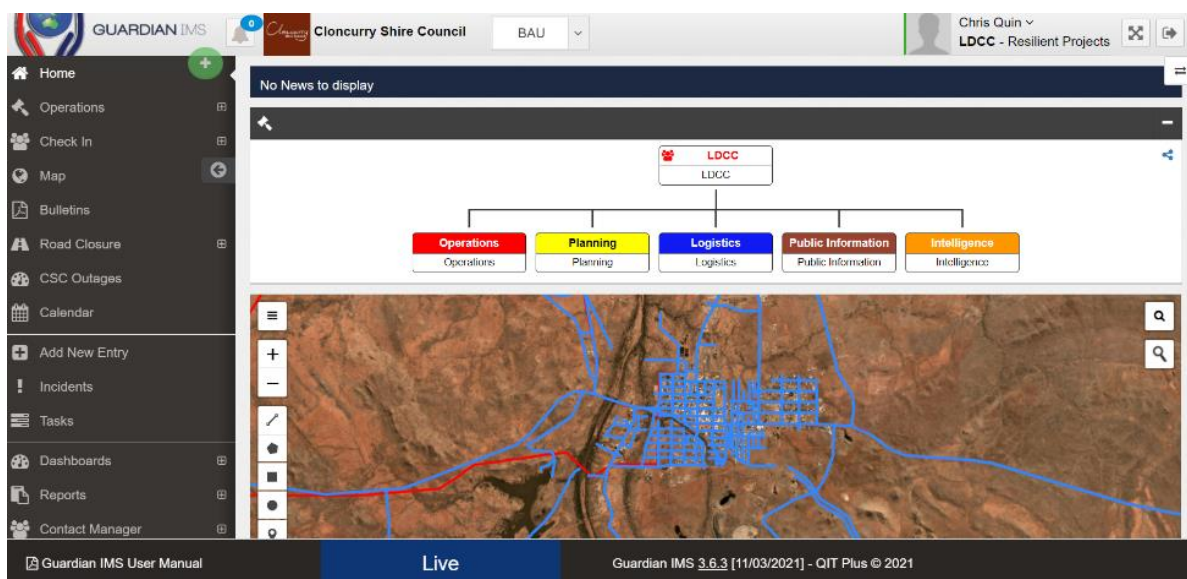 GUARDIAN IMS
0
Cloncurry
Cloncurry Shire Council
BAU
Chris Quin
LDCC - Resilient Projects
Home
Operations
Check In
Map
Bulletins
Road Closure
CSC Outages
Calendar
Add New Entry
Incidents
Tasks
Dashboards
Reports
Contact Manager
No News to display
LDCC
LDCC
Operations
Operations
Planning
Planning
Logistics
Logistics
Public Information
Public Information
Intelligence
Intelligence
Guardian IMS User Manual
Live
Guardian IMS 3.6.3 [11/03/2021] - QIT Plus © 2021